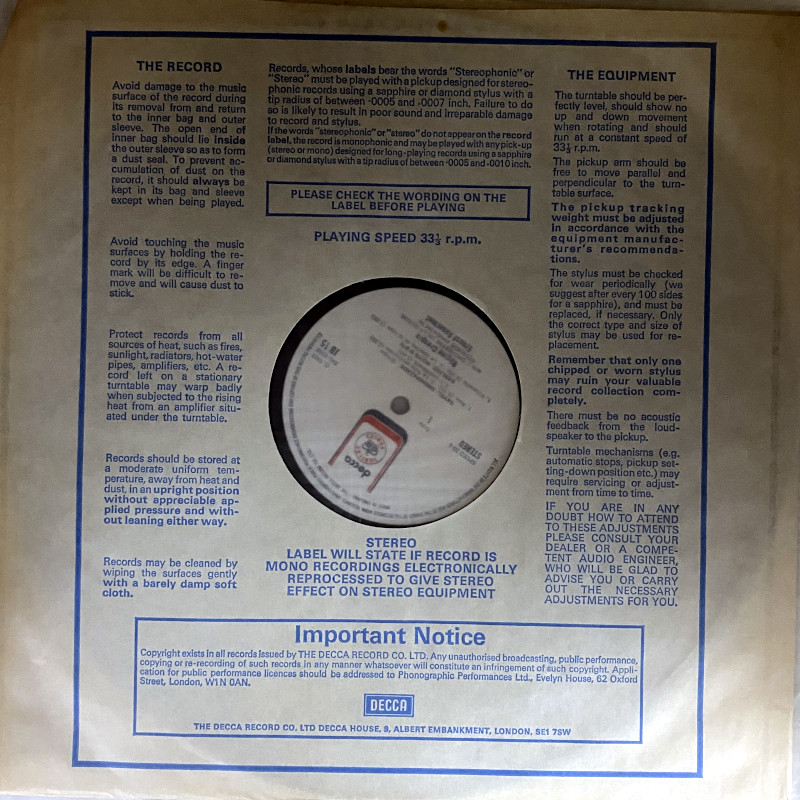 THE RECORD
Avoid damage to the music
surface of the record during
its removal from and return
to the inner bag and outer
sleeve. The open end of
inner bag should lie inside
the outer sleeve so as to form
a dust seal. To prevent ac-
cumulation of dust on the
record, it should always be
kept in its bag and sleeve
except when being played.
Avoid touching the music
surfaces by holding the re-
cord by its edge. A finger
mark will be difficult to re-
move and will cause dust to
stick.
Protect records from all
sources of heat, such as fires,
sunlight, radiators, hot-water
pipes, amplifiers, etc. A re-
cord left on a stationary
turntable may warp badly
when subjected to the rising
heat from an amplifier situ-
ated under the turntable.
Records should be stored at
a moderate uniform tem-
perature, away from heat and
dust, in an upright position
without appreciable ap-
plied pressure and with-
out leaning either way.
Records may be cleaned by
wiping the surfaces gently
with a barely damp soft
cloth.
Records, whose labels bear the words "Stereophonic" or
"Stereo" must be played with a pickup designed for stereo-
phonic records using a sapphire or diamond stylus with a
tip radius of between ·0005 and ·0007 inch. Failure to do
so is likely to result in poor sound and irreparable damage
to record and stylus.
If the words "stereophonic" or "stereo" do not appear on the record
label, the record is monophonic and may be played with any pick-up
(stereo or mono) designed for long-playing records using a sapphire
or diamond stylus with a tip radius of between ·0005 and ·0010 inch.
PLEASE CHECK THE WORDING ON THE
LABEL BEFORE PLAYING
PLAYING SPEED 33⅓ r.p.m.
STEREO
decca
STEREO
LABEL WILL STATE IF RECORD IS
MONO RECORDINGS ELECTRONICALLY
REPROCESSED TO GIVE STEREO
EFFECT ON STEREO EQUIPMENT
THE EQUIPMENT
The turntable should be per-
fectly level, should show no
up and down movement
when rotating and should
run at a constant speed of
33⅓ r.p.m.
The pickup arm should be
free to move parallel and
perpendicular to the turn-
table surface.
The pickup tracking
weight must be adjusted
in accordance with the
equipment manufac-
turer's recommenda-
tions.
The stylus must be checked
for wear periodically (we
suggest after every 100 sides
for a sapphire), and must be
replaced, if necessary. Only
the correct type and size of
stylus may be used for re-
placement.
Remember that only one
chipped or worn stylus
may ruin your valuable
record collection com-
pletely.
There must be no acoustic
feedback from the loud-
speaker to the pickup.
Turntable mechanisms (e.g.
automatic stops, pickup set-
ting-down position etc.) may
require servicing or adjust-
ment from time to time.
IF YOU ARE IN ANY
DOUBT HOW TO ATTEND
TO THESE ADJUSTMENTS
PLEASE CONSULT YOUR
DEALER OR A COMPE-
TENT AUDIO ENGINEER,
WHO WILL BE GLAD TO
ADVISE YOU OR CARRY
OUT THE NECESSARY
ADJUSTMENTS FOR YOU.
Important Notice
Copyright exists in all records issued by THE DECCA RECORD CO. LTD. Any unauthorised broadcasting, public performance,
copying or re-recording of such records in any manner whatsoever will constitute an infringement of such copyright. Appli-
cation for public performance licences should be addressed to Phonographic Performances Ltd., Evelyn House, 62 Oxford
Street, London, W1N 0AN.
DECCA
THE DECCA RECORD CO. LTD DECCA HOUSE, 9, ALBERT EMBANKMENT, LONDON, SE1 7SW